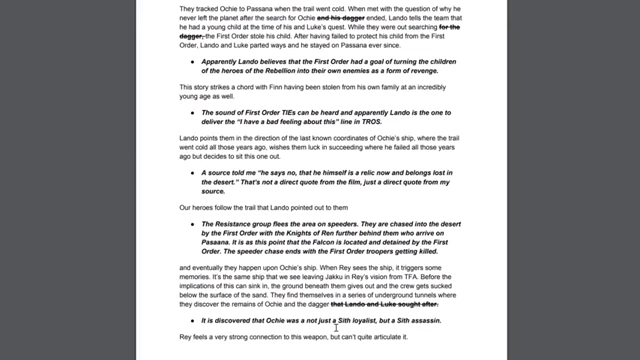 They tracked Ochie to Passana when the trail went cold. When met with the question of why he
never left the planet after the search for Ochie and his dagger ended, Lando tells the team that
he had a young child at the time of his and Luke's quest. While they were out searching for the
dagger, the First Order stole his child. After having failed to protect his child from the First
Order, Lando and Luke parted ways and he stayed on Passana ever since.
● Apparently Lando believes that the First Order had a goal of turning the children
of the heroes of the Rebellion into their own enemies as a form of revenge.
This story strikes a chord with Finn having been stolen from his own family at an incredibly
young age as well.
● The sound of First Order TIEs can be heard and apparently Lando is the one to
deliver the "I have a bad feeling about this" line in TROS.
Lando points them in the direction of the last known coordinates of Ochie's ship, where the trail
went cold all those years ago, wishes them luck in succeeding where he failed all those years
ago but decides to sit this one out.
● A source told me "he says no, that he himself is a relic now and belongs lost in
the desert." That's not a direct quote from the film, just a direct quote from my
source.
Our heroes follow the trail that Lando pointed out to them
● The Resistance group flees the area on speeders. They are chased into the desert
by the First Order with the Knights of Ren further behind them who arrive on
Pasaana. It is as this point that the Falcon is located and detained by the First
Order. The speeder chase ends with the First Order troopers getting killed.
and eventually they happen upon Ochie's ship. When Rey sees the ship, it triggers some
memories. It's the same ship that we see leaving Jakku in Rey's vision from TFA. Before the
implications of this can sink in, the ground beneath them gives out and the crew gets sucked
below the surface of the sand. They find themselves in a series of underground tunnels where
they discover the remains of Ochie and the dagger that Lando and Luke sought after.
● It is discovered that Ochie was a not just a Sith loyalist, but a Sith assassin.
Rey feels a very strong connection to this weapon, but can't quite articulate it.